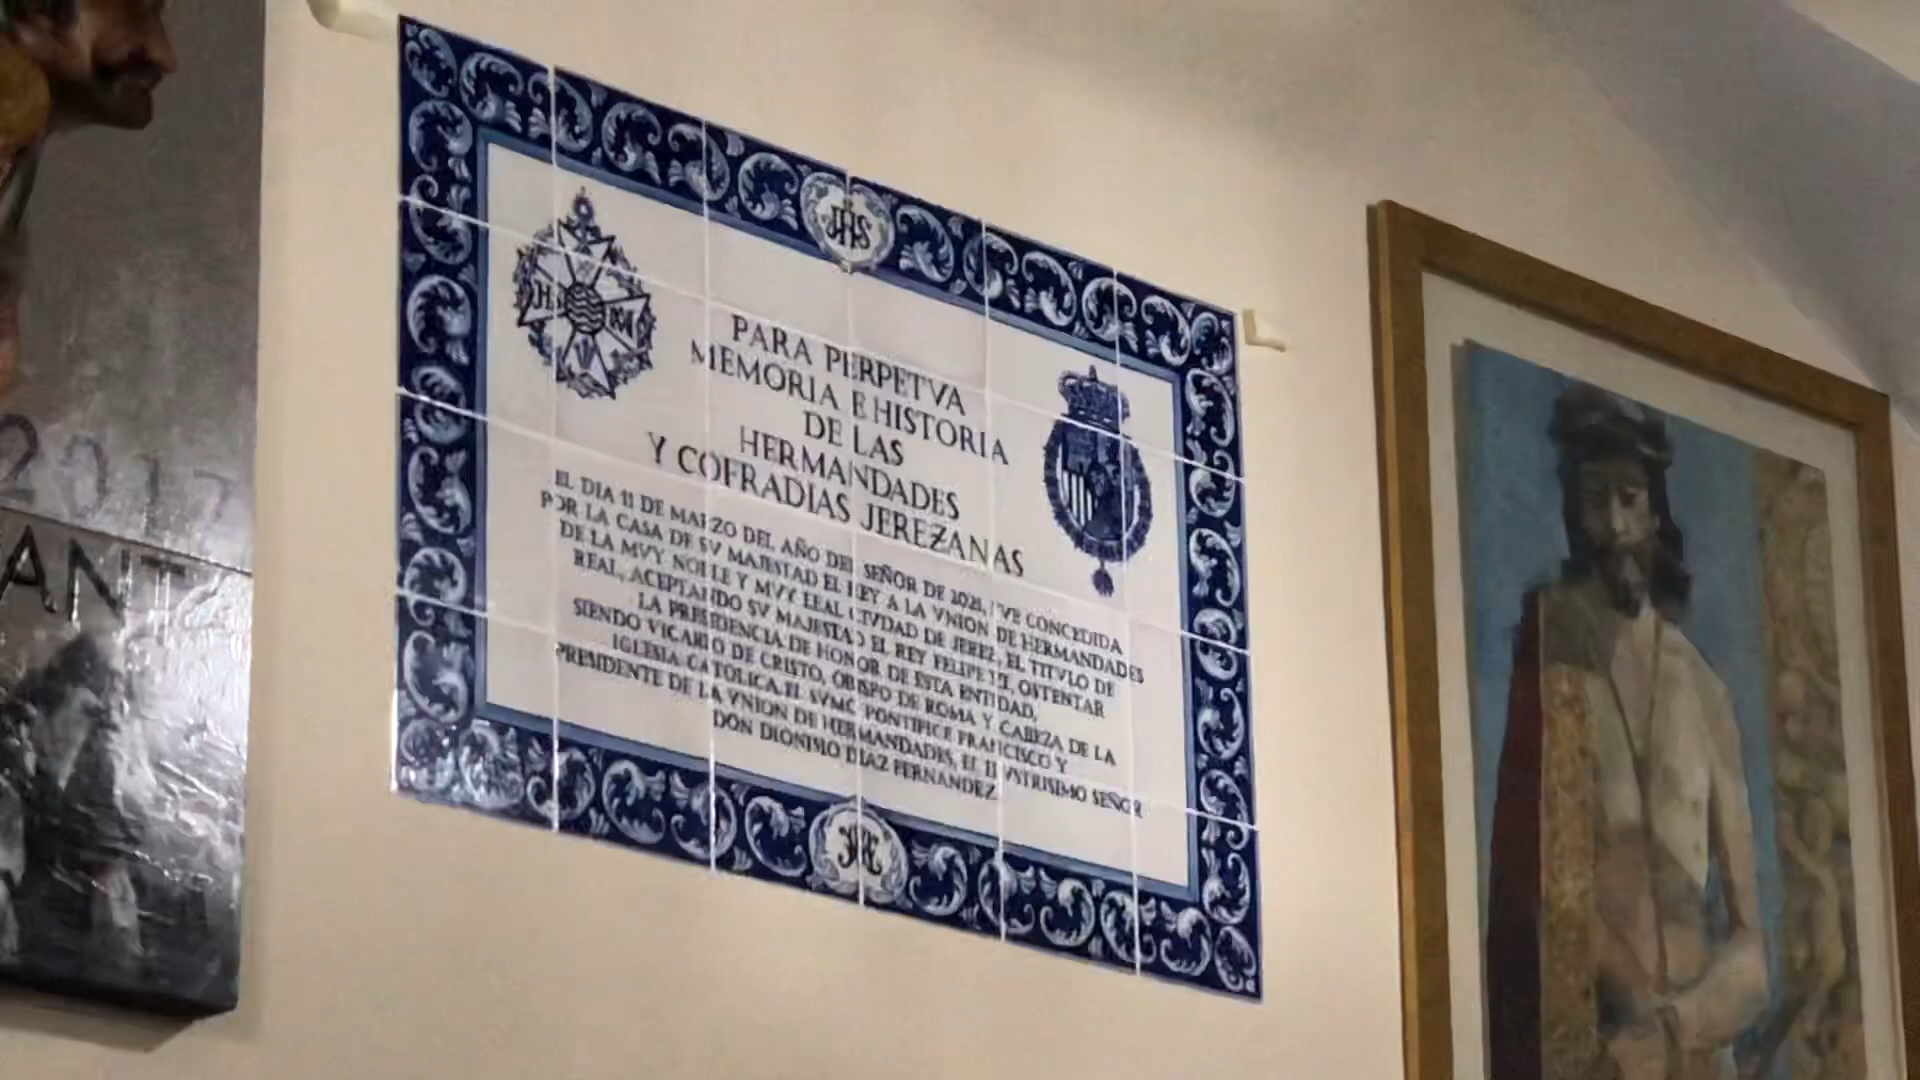 2017
ANT
JHS
PARA PERPETVA
MEMORIA E HISTORIA
DE LAS
HERMANDADES
Y COFRADIAS JEREZANAS
EL DIA 11 DE MARZO DEL AÑO DEL SEÑOR DE 2021, FVE CONCEDIDA
POR LA CASA DE SV MAJESTAD EL REY A LA VNION DE HERMANDADES
DE LA MVY NOBLE Y MVY LEAL CIVDAD DE JEREZ, EL TITVLO DE
REAL, ACEPTANDO SV MAJESTAD EL REY FELIPE VI, OSTENTAR
LA PRESIDENCIA DE HONOR DE ESTA ENTIDAD,
SIENDO VICARIO DE CRISTO, OBISPO DE ROMA Y CABEZA DE LA
IGLESIA CATOLICA, EL SVMO PONTIFICE FRANCISCO Y
PRESIDENTE DE LA VNION DE HERMANDADES, EL ILVSTRISIMO SEÑOR
DON DIONISIO DIAZ FERNANDEZ